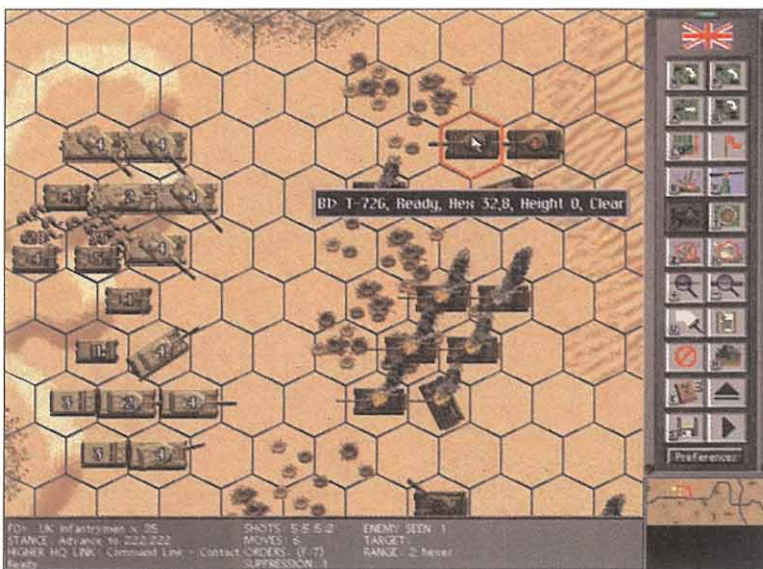 B1> T-72G, Ready, Hex 32,8, Height 0, Clear
Preferences
FO> UK Infantrymen x 35 SHOTS: 5 5 5 2 ENEMY SEEN: 1
STANCE: Advance to 222,222 MOVES: 6 TARGET:
HIGHER HQ LINK: Command Link - Contact ORDERS: (F:7) RANGE: 2 hexes
Ready SUPPRESSION: 1